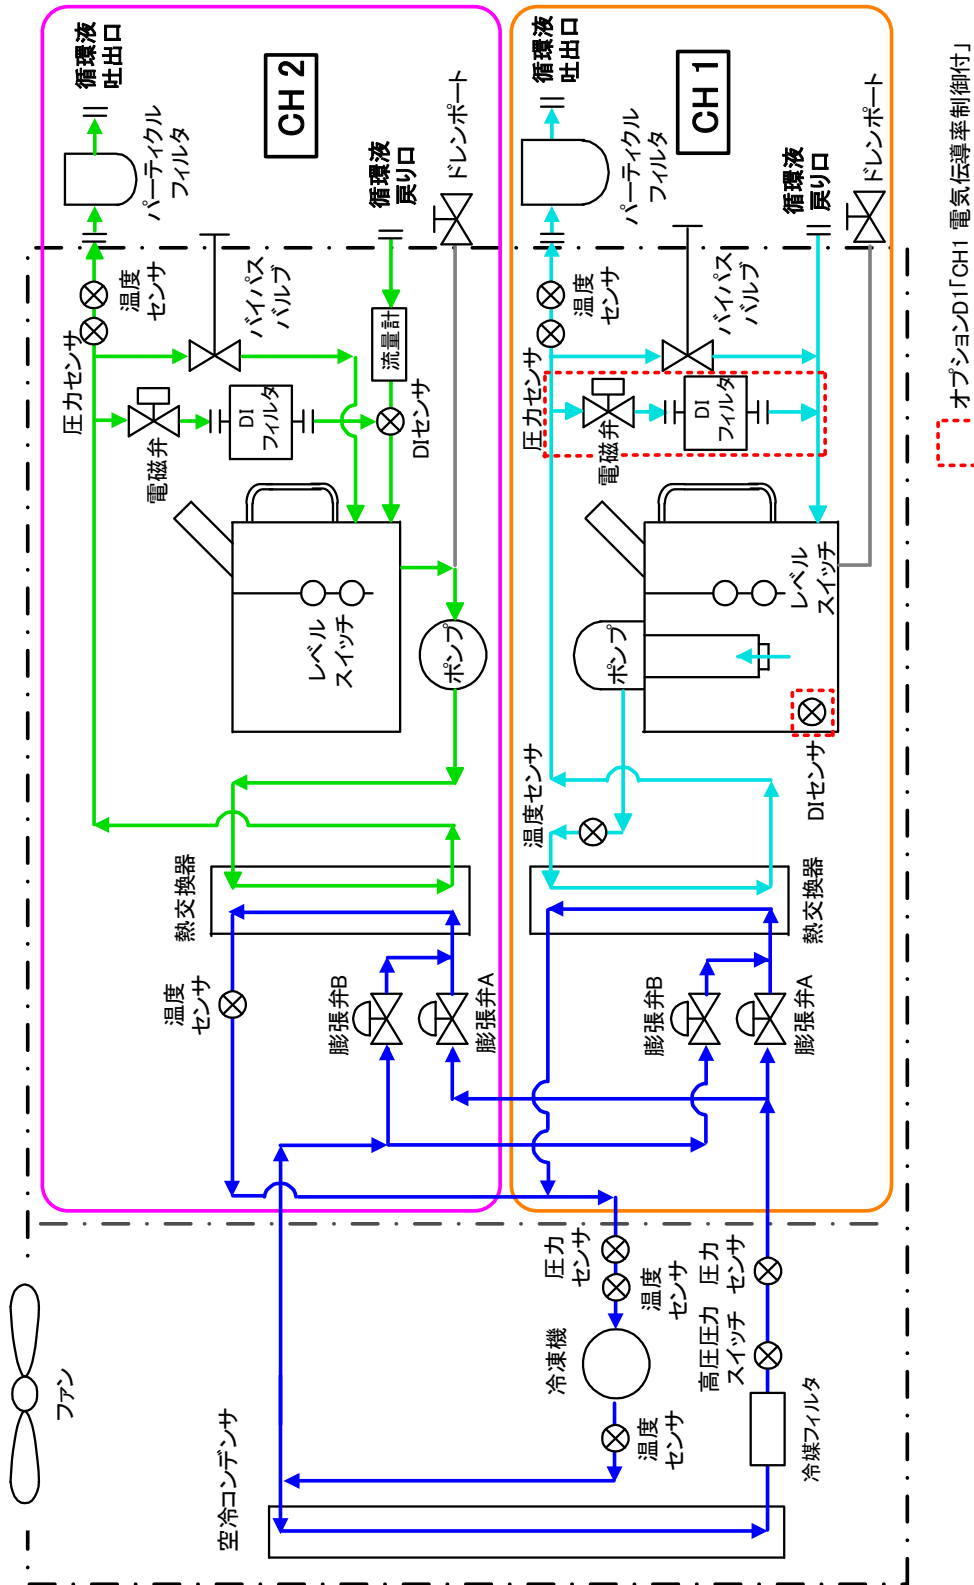 循環液
吐出口
CH 2
パーティクル
フィルタ
循環液
戻り口
ドレンポート
温度
センサ
圧力センサ
バイパス
バルブ
流量計
DIセンサ
電磁弁
DI
フィルタ
レベル
スイッチ
ポンプ
熱交換器
温度
センサ
膨張弁B
膨張弁A
循環液
吐出口
CH 1
パーティクル
フィルタ
循環液
戻り口
ドレンポート
温度
センサ
圧力センサ
バイパス
バルブ
電磁弁
DI
フィルタ
レベル
スイッチ
ポンプ
DIセンサ
温度センサ
熱交換器
膨張弁B
膨張弁A
圧力
センサ
温度
センサ
冷凍機
温度
センサ
圧力
センサ
高圧圧力
スイッチ
冷媒フィルタ
空冷コンデンサ
ファン
オプションD1「CH1 電気伝導率制御付」